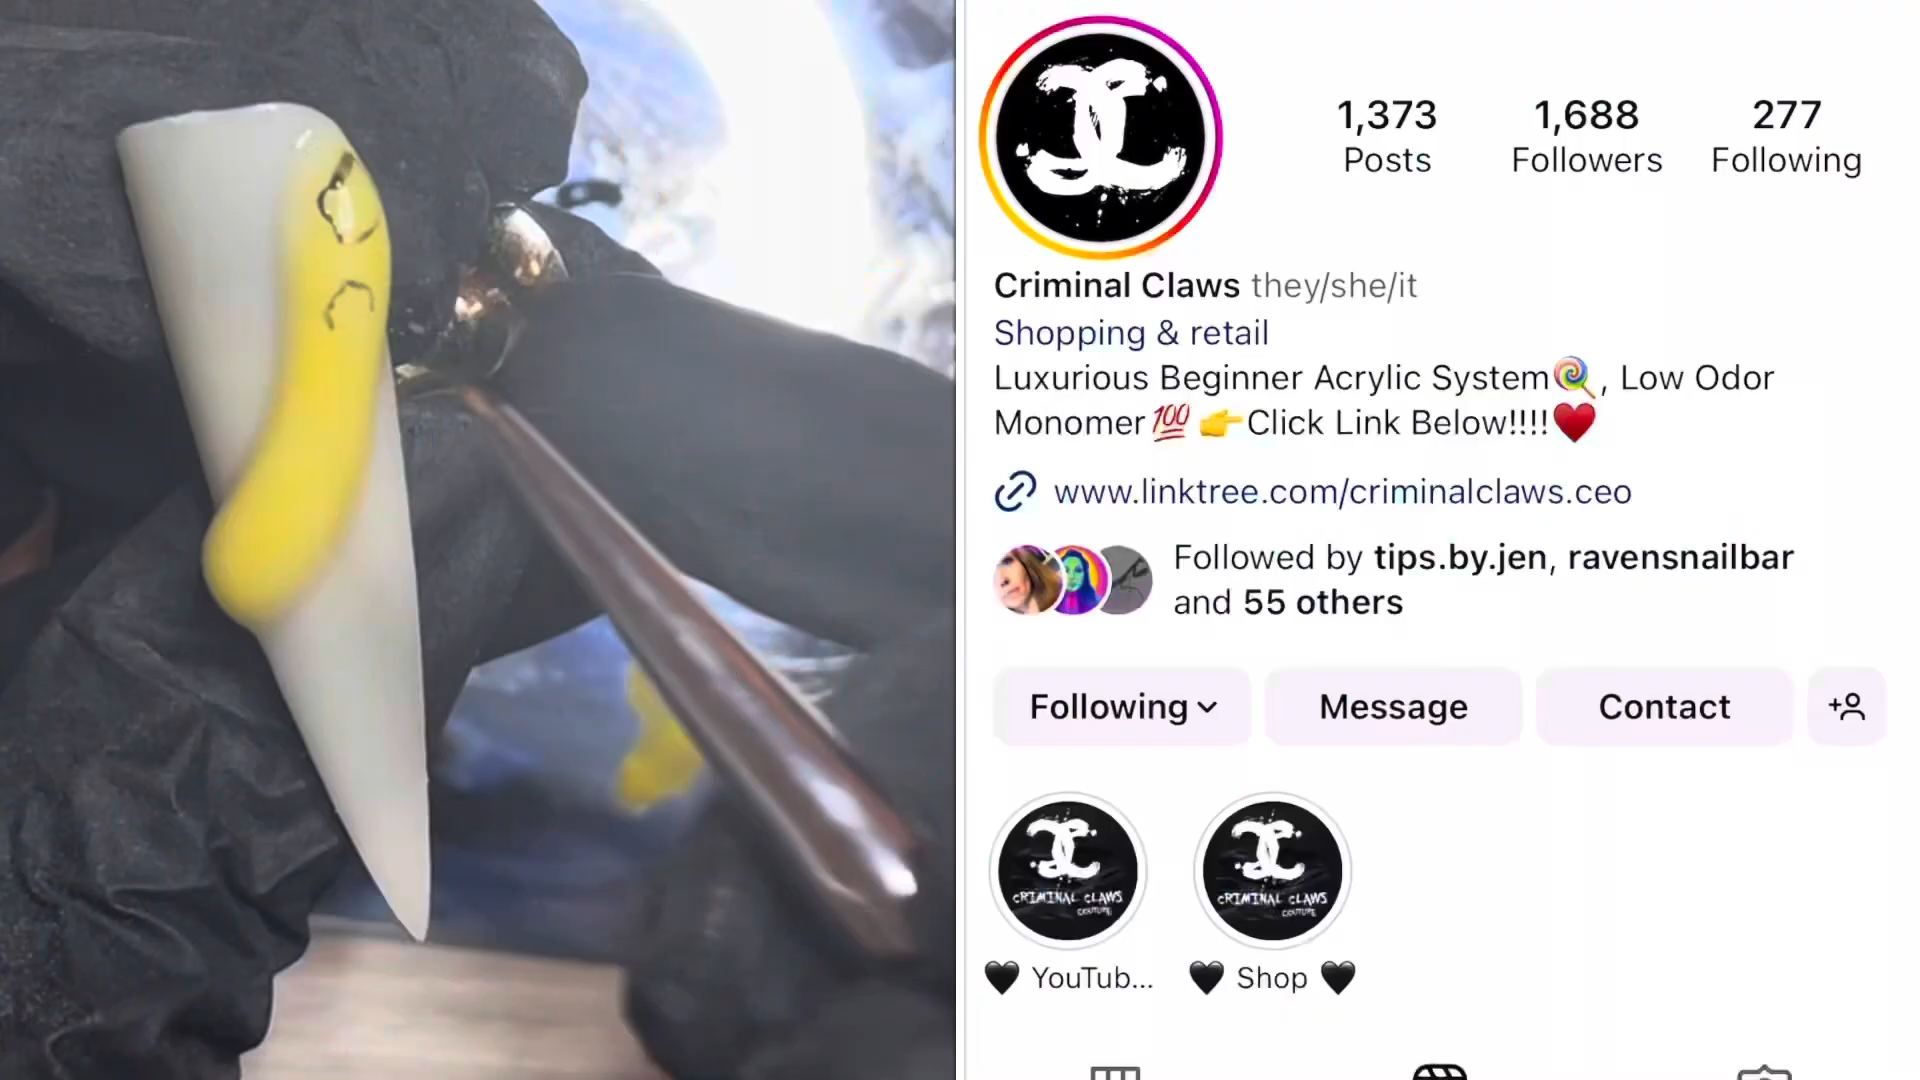 1,373
Posts
1,688
Followers
277
Following
Criminal Claws they/she/it
Shopping & retail
Luxurious Beginner Acrylic System🍭, Low Odor
Monomer💯 👉Click Link Below!!!!♥️
www.linktree.com/criminalclaws.ceo
Followed by tips.by.jen, ravensnailbar
and 55 others
Following
Message
Contact
CRIMINAL CLAWS
COUTURE
CRIMINAL CLAWS
COUTURE
🖤 YouTub...
🖤 Shop 🖤